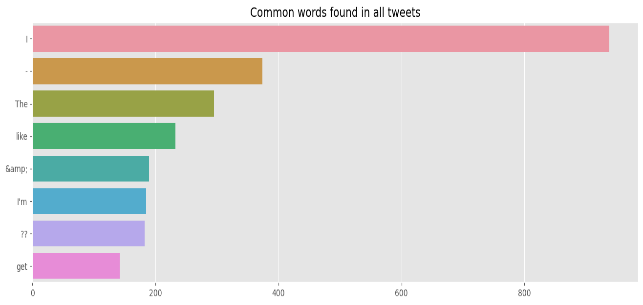 Common words found in all tweets
I
-
The
like
&amp;
I'm
??
get
0 200 400 600 800